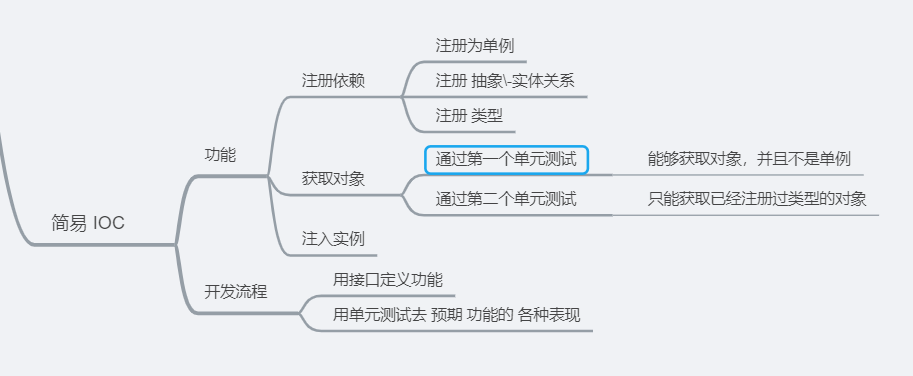 简易 IOC
功能
注册依赖
注册为单例
注册 抽象\-实体关系
注册 类型
获取对象
通过第一个单元测试
能够获取对象，并且不是单例
通过第二个单元测试
只能获取已经注册过类型的对象
注入实例
开发流程
用接口定义功能
用单元测试去 预期 功能的 各种表现